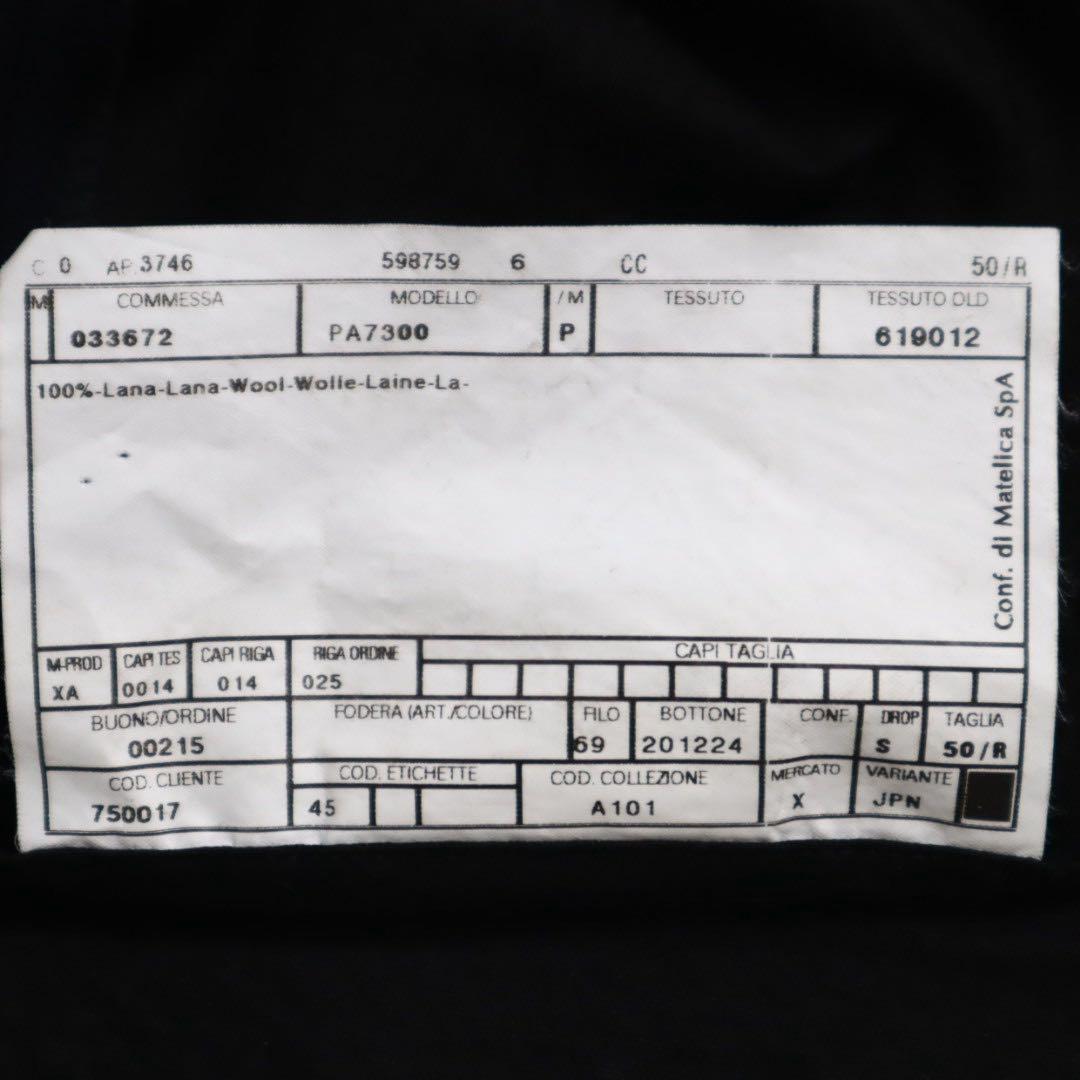 C 0 AP. 3746 598759 6 CC 50/R
M COMMESSA MODELLO /M TESSUTO TESSUTO OLD
033672 PA7300 P 619012
100%-Lana-Lana-Wool-Wolle-Laine-La-
Conf. di Matelica SpA
M-PROD CAPI TES CAPI RIGA RIGA ORDINE CAPI TAGLIA
XA 0014 014 025
BUONO/ORDINE FODERA (ART./COLORE) FILO BOTTONE CONF. DROP TAGLIA
00215 69 201224 S 50/R
COD. CLIENTE COD. ETICHETTE COD. COLLEZIONE MERCATO VARIANTE
750017 45 A101 X JPN